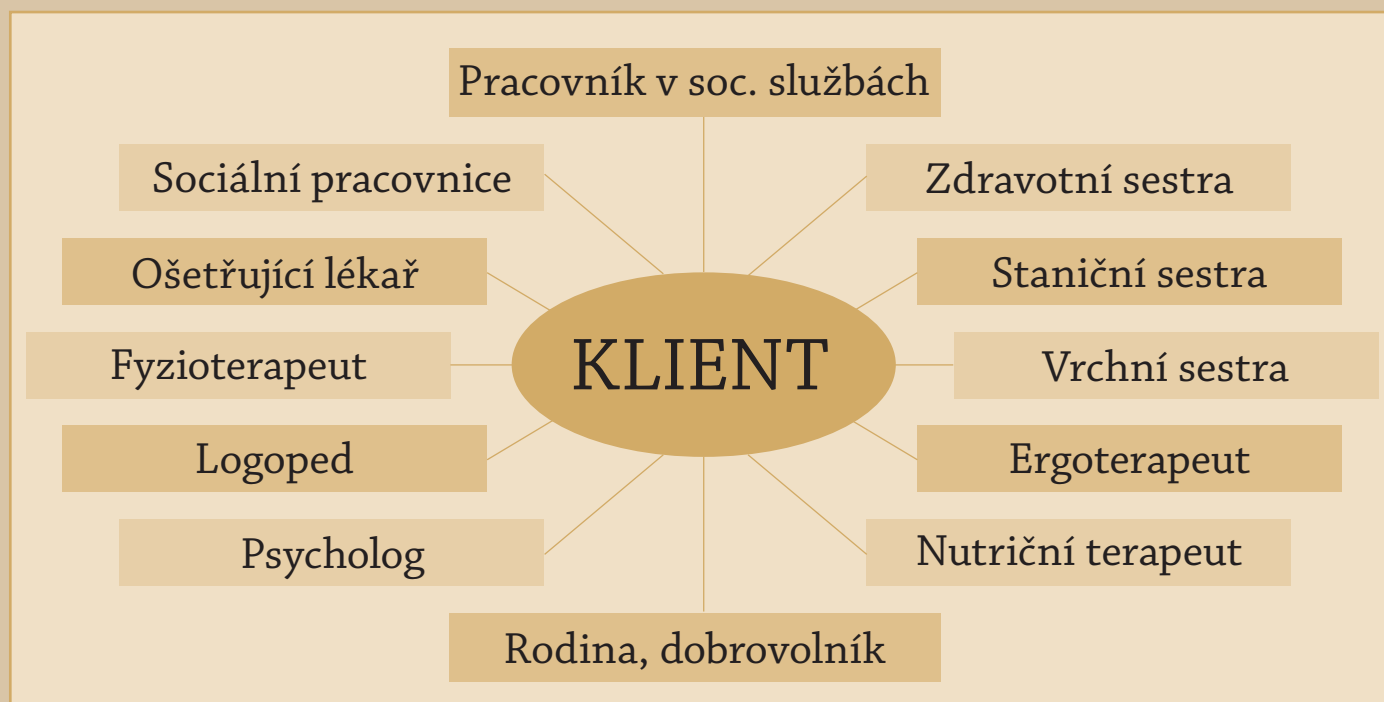 Pracovník v soc. službách
Sociální pracovnice
Zdravotní sestra
Ošetřující lékař
Staniční sestra
Fyzioterapeut
KLIENT
Vrchní sestra
Logoped
Ergoterapeut
Psycholog
Nutriční terapeut
Rodina, dobrovolník